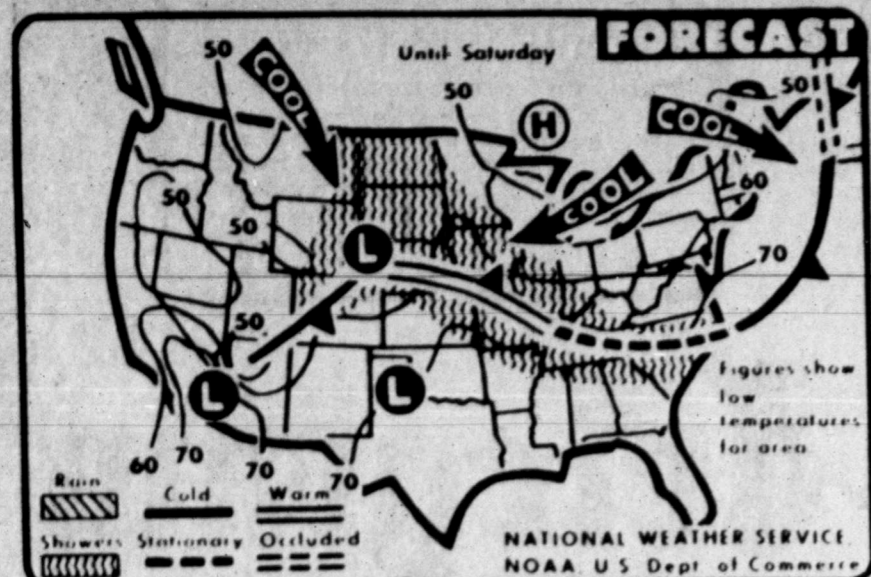 FORECAST
Until Saturday
50
COOL
50
H
COOL
50
COOL
60
50
50
L
70
50
L
L
Figures show
low
temperatures
for area
60 70 70 70
Rain Cold Warm
Showers Stationary Occluded
NATIONAL WEATHER SERVICE,
NOAA, U S Dept of Commerce